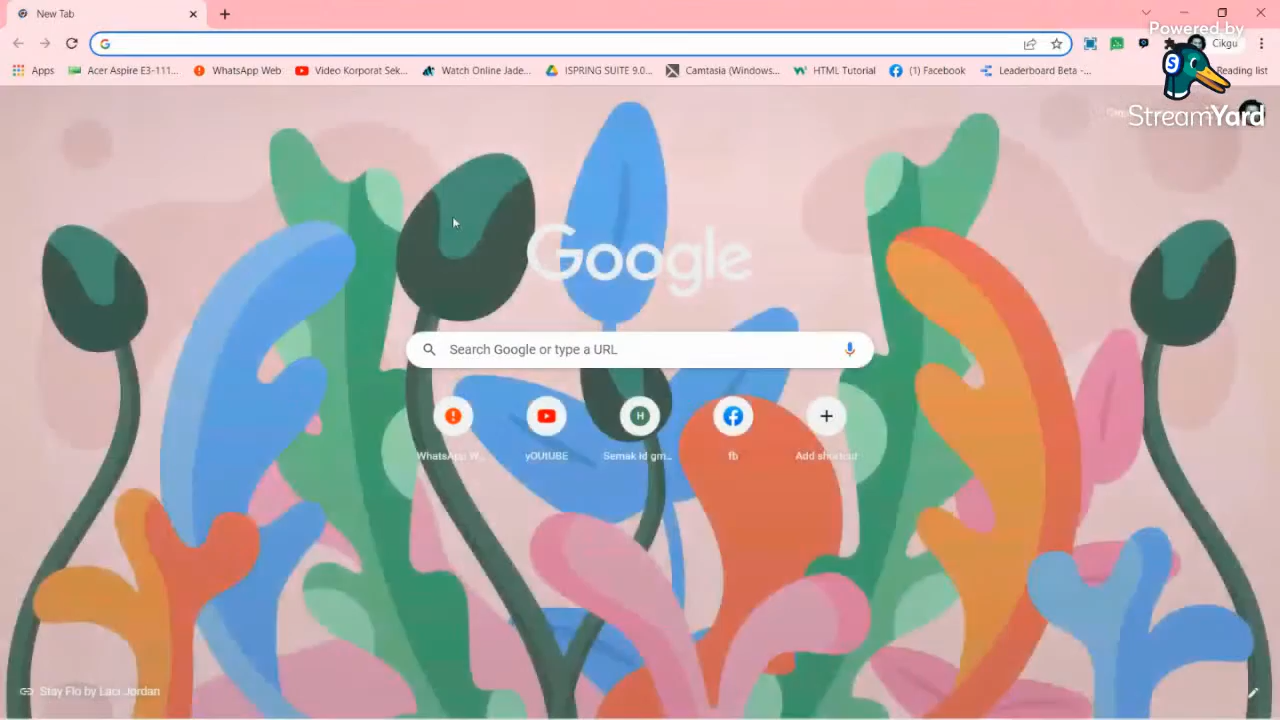 New Tab
Powered by
Cikgu
Apps
Acer Aspire E3-111...
WhatsApp Web
Video Korporat Sek...
Watch Online Jade...
ISPRING SUITE 9.0...
Camtasia (Windows...
HTML Tutorial
(1) Facebook
Leaderboard Beta -...
Reading list
S
StreamYard
Google
Search Google or type a URL
WhatsApp W...
yOUtUBE
H
Semak id gm...
fb
Add shortcut
Stay Flo by Laci Jordan